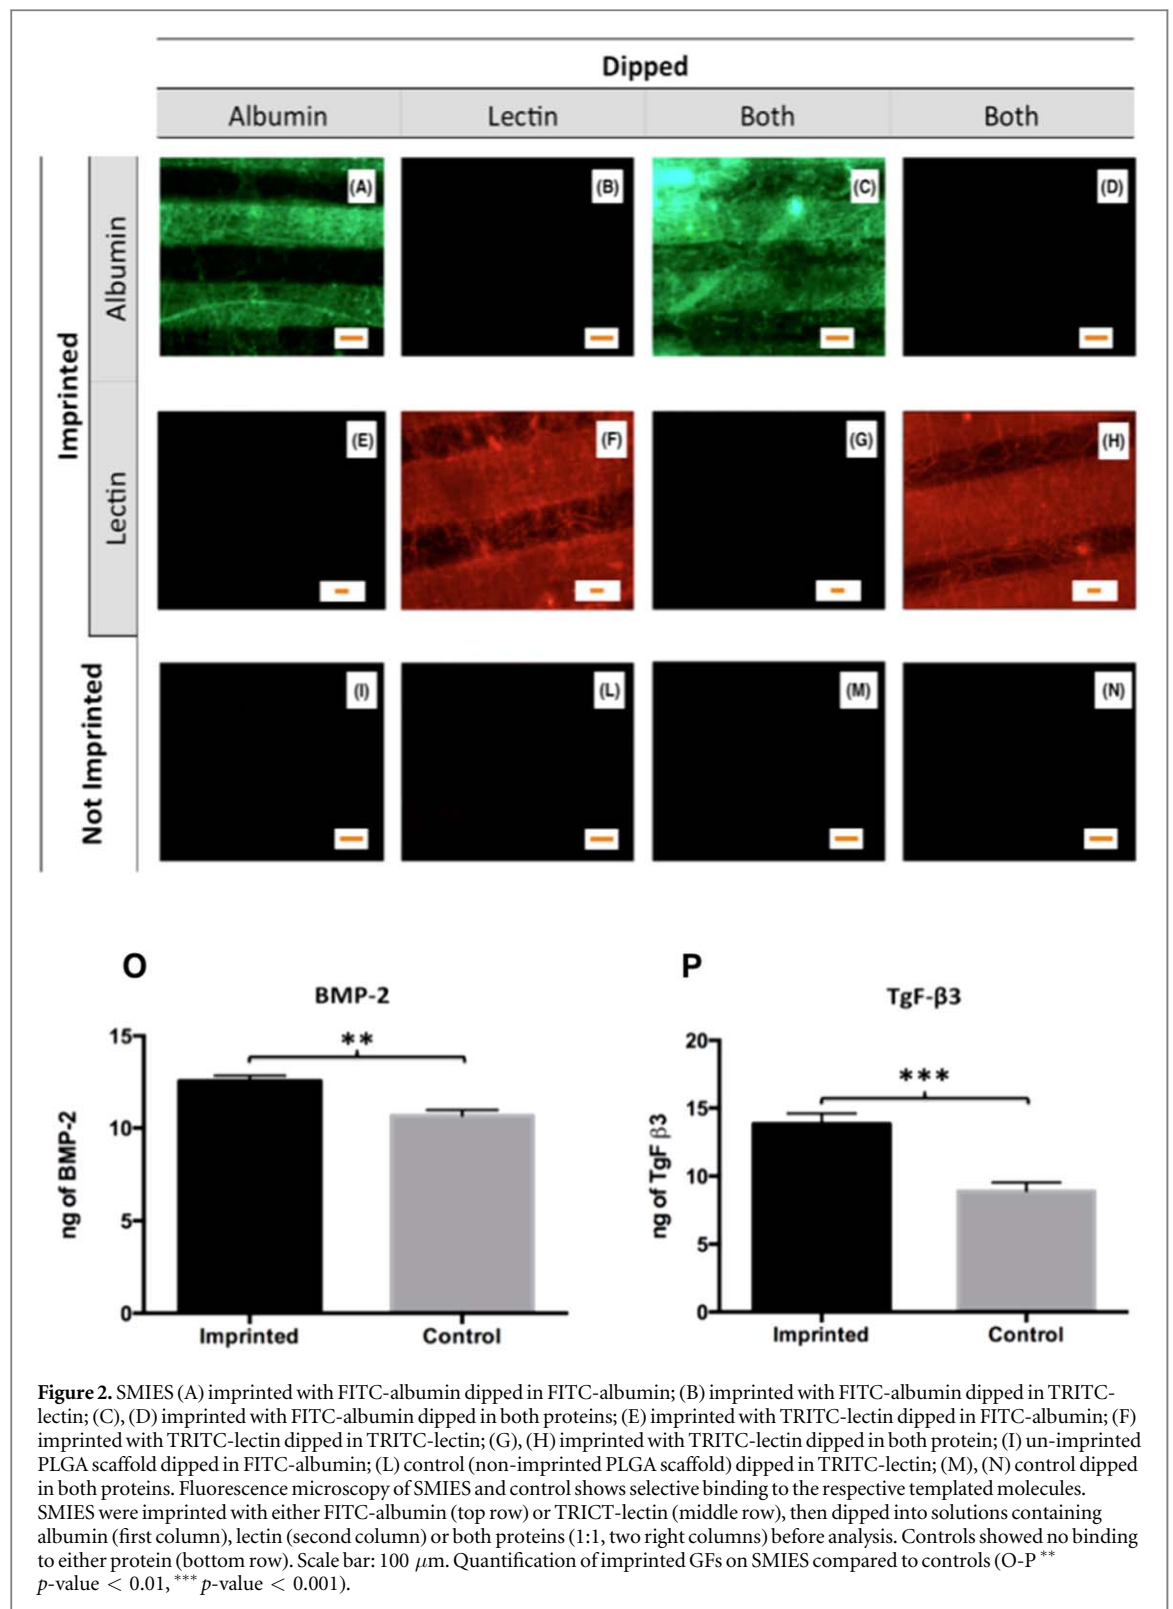 Dipped
Albumin Lectin Both Both
Imprinted
Albumin
(A) (B) (C) (D)
Lectin
(E) (F) (G) (H)
Not Imprinted
(I) (L) (M) (N)
O
BMP-2
**
15
10
5
0
ng of BMP-2
Imprinted Control
P
TgF-β3
***
20
15
10
5
0
ng of TgF β3
Imprinted Control
Figure 2. SMIES (A) imprinted with FITC-albumin dipped in FITC-albumin; (B) imprinted with FITC-albumin dipped in TRITC-
lectin; (C), (D) imprinted with FITC-albumin dipped in both proteins; (E) imprinted with TRITC-lectin dipped in FITC-albumin; (F)
imprinted with TRITC-lectin dipped in TRITC-lectin; (G), (H) imprinted with TRITC-lectin dipped in both protein; (I) un-imprinted
PLGA scaffold dipped in FITC-albumin; (L) control (non-imprinted PLGA scaffold) dipped in TRITC-lectin; (M), (N) control dipped
in both proteins. Fluorescence microscopy of SMIES and control shows selective binding to the respective templated molecules.
SMIES were imprinted with either FITC-albumin (top row) or TRICT-lectin (middle row), then dipped into solutions containing
albumin (first column), lectin (second column) or both proteins (1:1, two right columns) before analysis. Controls showed no binding
to either protein (bottom row). Scale bar: 100 μm. Quantification of imprinted GFs on SMIES compared to controls (O-P **
p-value < 0.01, *** p-value < 0.001).